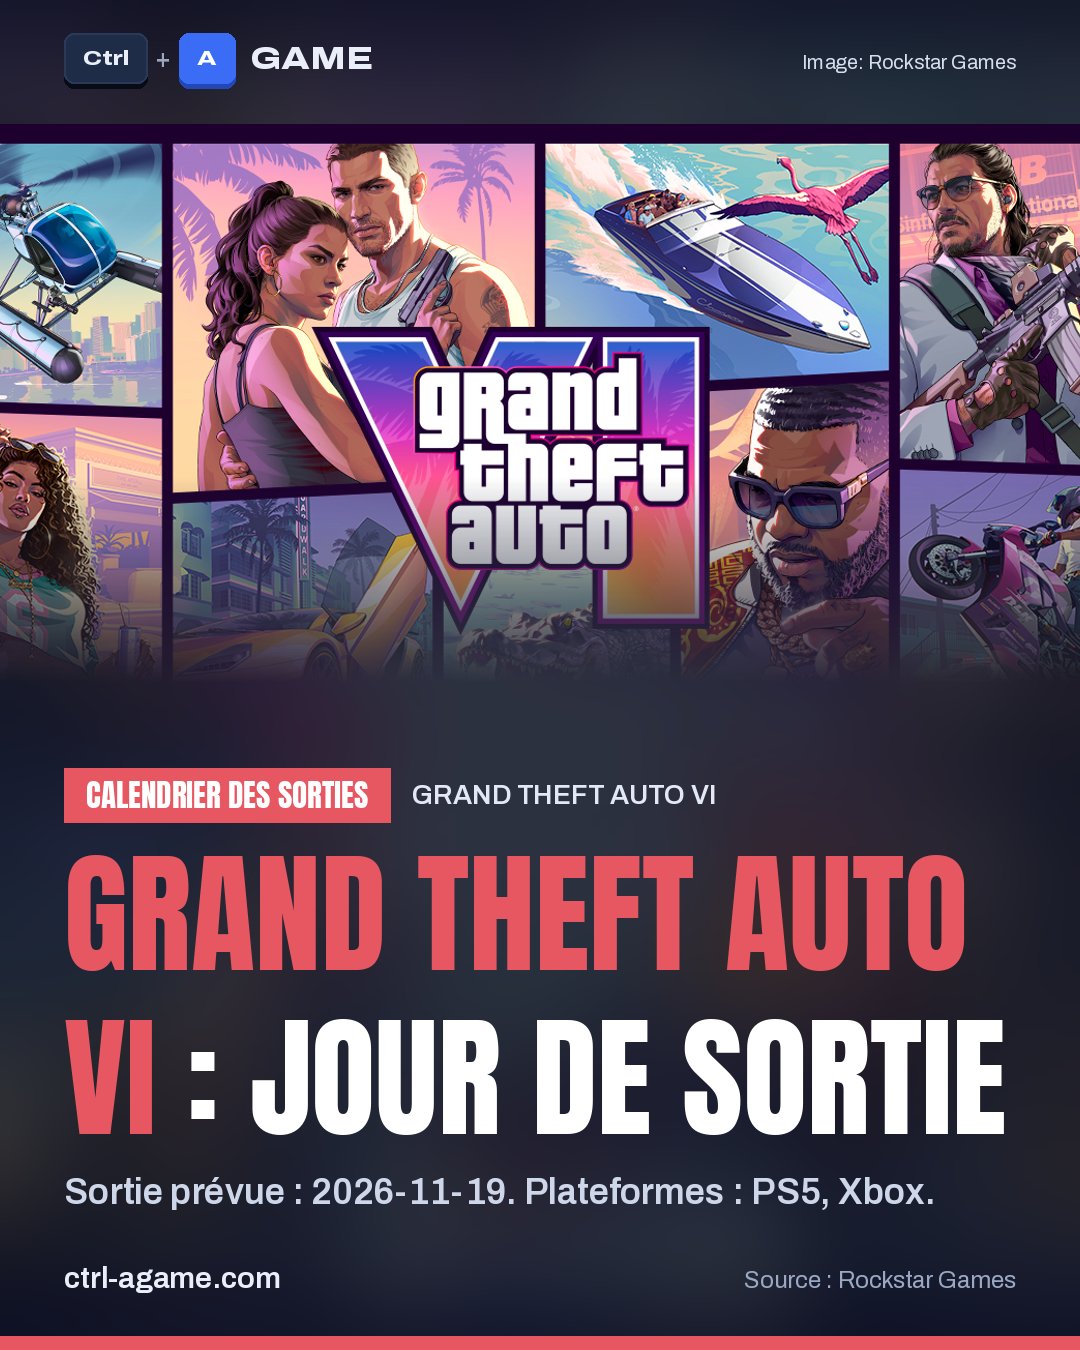 Ctrl + A GAME
Image: Rockstar Games
grand
theft
auto
VI
CALENDRIER DES SORTIES
GRAND THEFT AUTO VI
GRAND THEFT AUTO
VI : JOUR DE SORTIE
Sortie prévue : 2026-11-19. Plateformes : PS5, Xbox.
ctrl-agame.com
Source : Rockstar Games